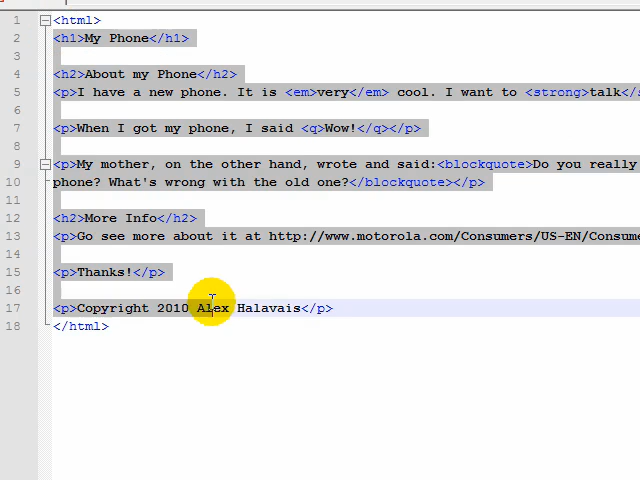 1 <html>
2 <h1>My Phone</h1>
3
4 <h2>About my Phone</h2>
5 <p>I have a new phone. It is <em>very</em> cool. I want to <strong>talk</
6
7 <p>When I got my phone, I said <q>Wow!</q></p>
8
9 <p>My mother, on the other hand, wrote and said:<blockquote>Do you really
10 phone? What's wrong with the old one?</blockquote></p>
11
12 <h2>More Info</h2>
13 <p>Go see more about it at http://www.motorola.com/Consumers/US-EN/Consume
14
15 <p>Thanks!</p>
16
17 <p>Copyright 2010 Alex Halavais</p>
18 </html>